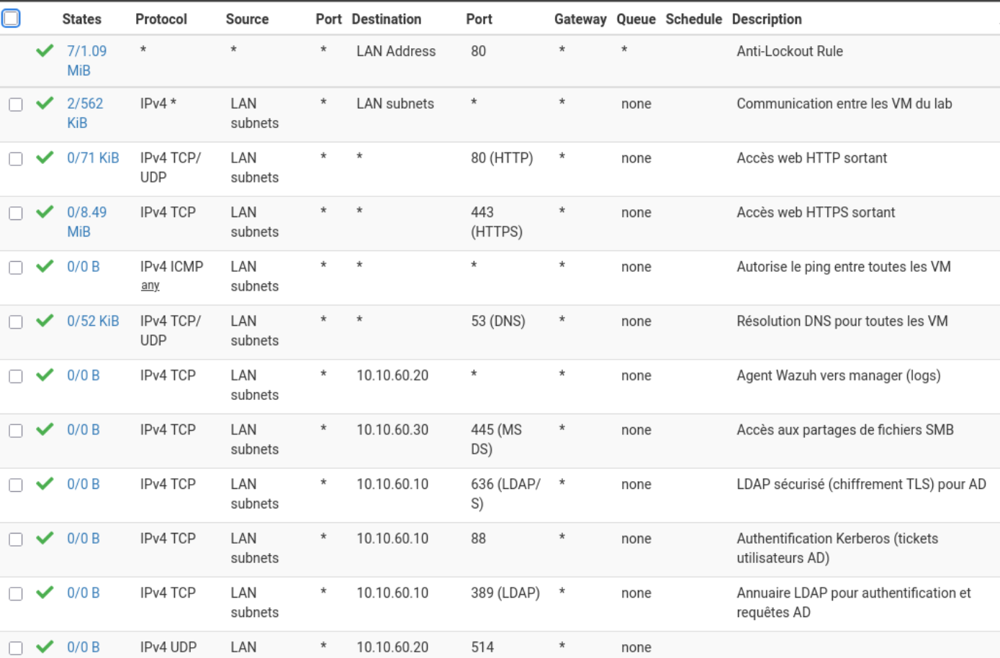 States Protocol Source Port Destination Port Gateway Queue Schedule Description
7/1.09 * * * LAN Address 80 * * Anti-Lockout Rule
MiB
2/562 IPv4 * LAN * LAN subnets * * none Communication entre les VM du lab
KiB subnets
0/71 KiB IPv4 TCP/ LAN * * 80 (HTTP) * none Accès web HTTP sortant
UDP subnets
0/8.49 IPv4 TCP LAN * * 443 * none Accès web HTTPS sortant
MiB subnets (HTTPS)
0/0 B IPv4 ICMP LAN * * * * none Autorise le ping entre toutes les VM
any subnets
0/52 KiB IPv4 TCP/ LAN * * 53 (DNS) * none Résolution DNS pour toutes les VM
UDP subnets
0/0 B IPv4 TCP LAN * 10.10.60.20 * * none Agent Wazuh vers manager (logs)
subnets
0/0 B IPv4 TCP LAN * 10.10.60.30 445 (MS * none Accès aux partages de fichiers SMB
subnets DS)
0/0 B IPv4 TCP LAN * 10.10.60.10 636 (LDAP/ * none LDAP sécurisé (chiffrement TLS) pour AD
subnets S)
0/0 B IPv4 TCP LAN * 10.10.60.10 88 * none Authentification Kerberos (tickets
subnets utilisateurs AD)
0/0 B IPv4 TCP LAN * 10.10.60.10 389 (LDAP) * none Annuaire LDAP pour authentification et
subnets requêtes AD
0/0 B IPv4 UDP LAN * 10.10.60.20 514 * none